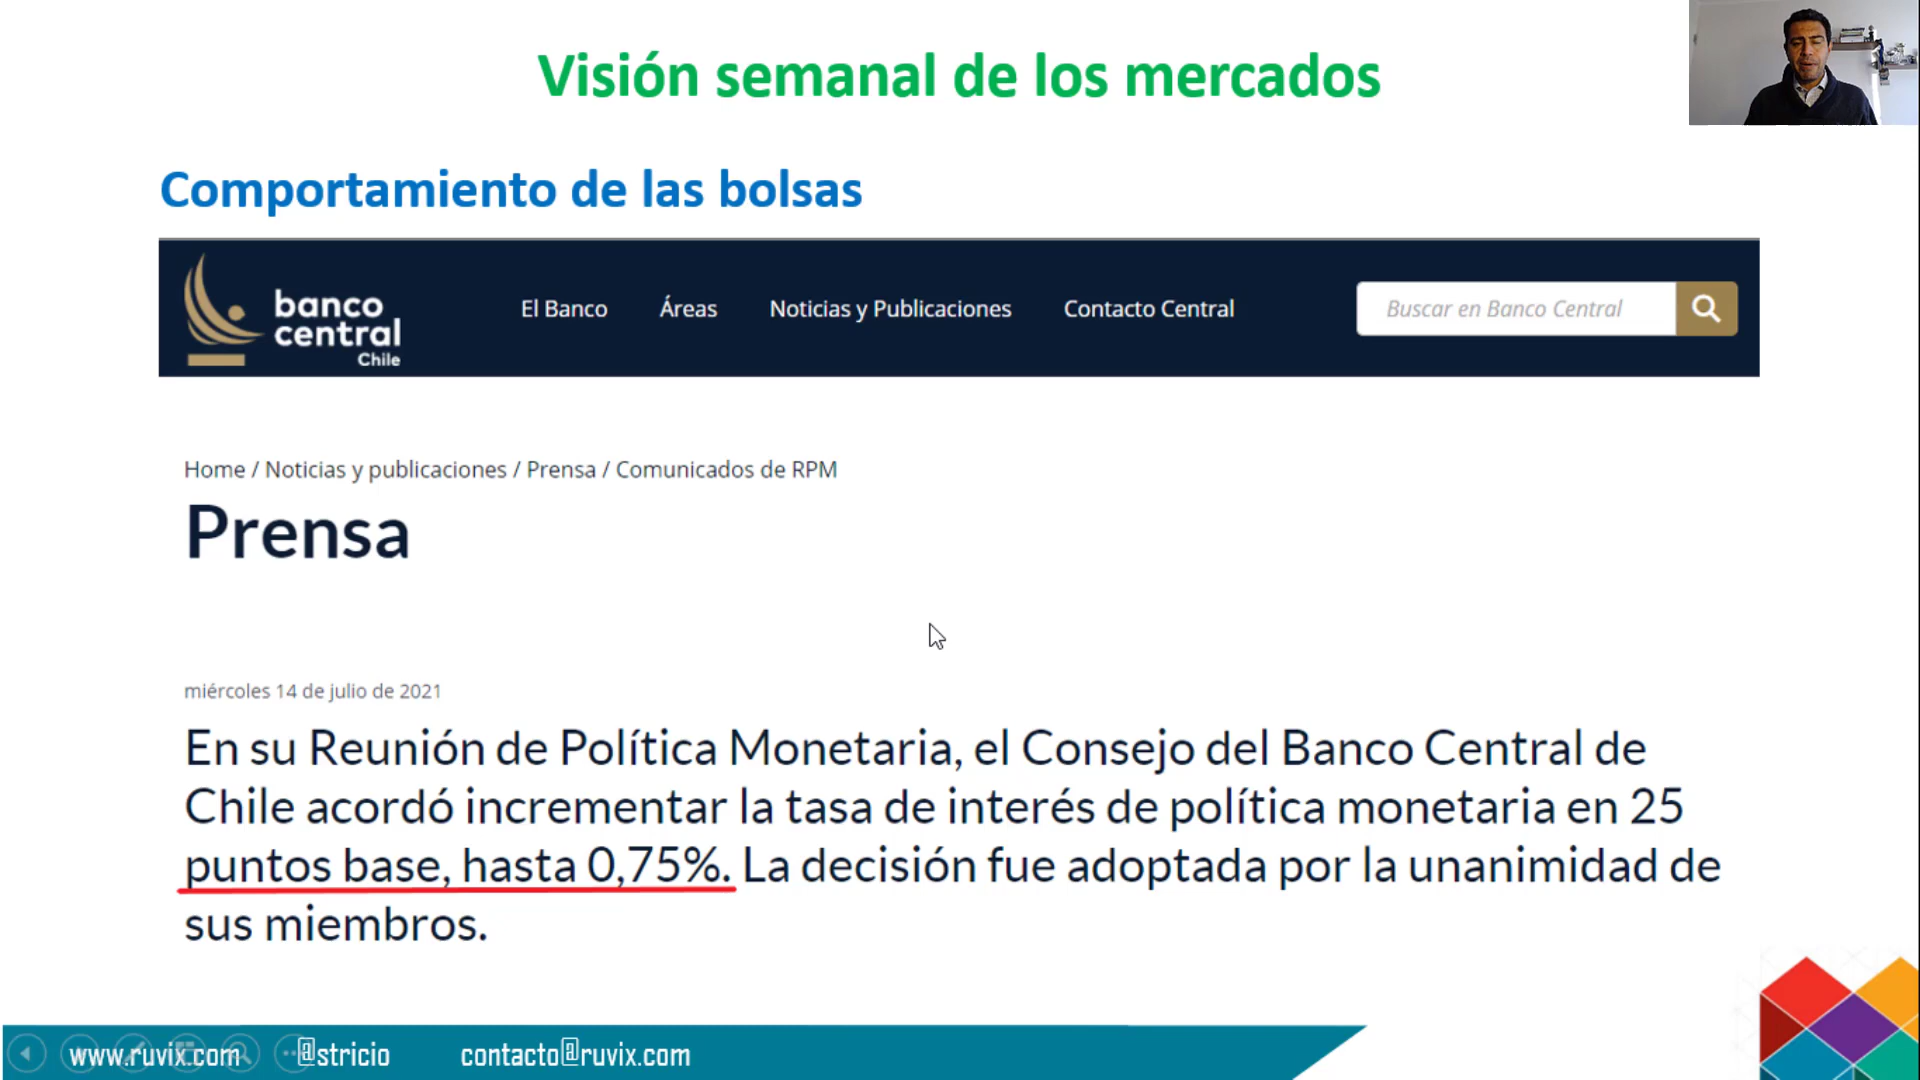 Visión semanal de los mercados
Comportamiento de las bolsas
banco
central
Chile
El Banco
Áreas
Noticias y Publicaciones
Contacto Central
Buscar en Banco Central
Home / Noticias y publicaciones / Prensa / Comunicados de RPM
Prensa
miércoles 14 de julio de 2021
En su Reunión de Política Monetaria, el Consejo del Banco Central de
Chile acordó incrementar la tasa de interés de política monetaria en 25
puntos base, hasta 0,75%. La decisión fue adoptada por la unanimidad de
sus miembros.
www.ruvix.com
@stricio
contacto@ruvix.com